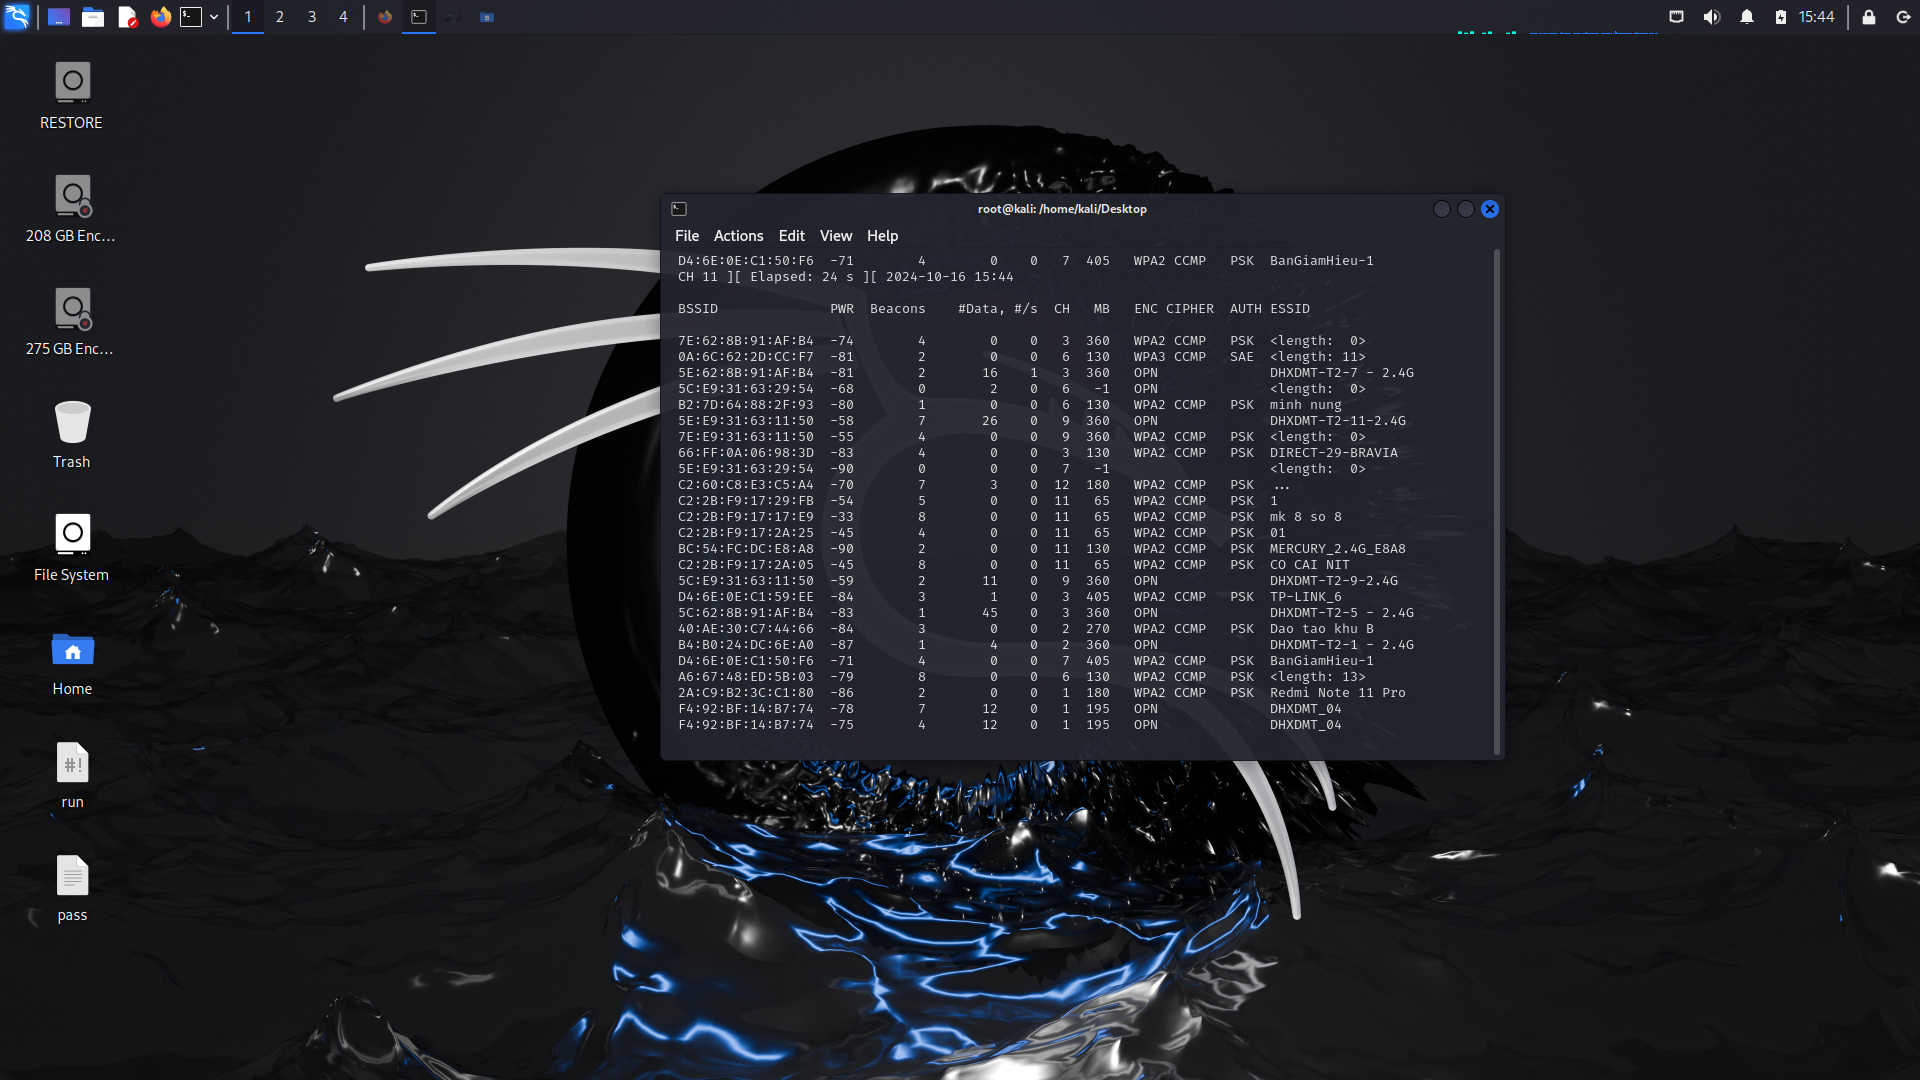 1 2 3 4 15:44
RESTORE
208 GB Enc...
275 GB Enc...
Trash
File System
Home
#!
run
pass
root@kali: /home/kali/Desktop
File Actions Edit View Help
D4:6E:0E:C1:50:F6 -71 4 0 0 7 405 WPA2 CCMP PSK BanGiamHieu-1
CH 11 ][ Elapsed: 24 s ][ 2024-10-16 15:44
BSSID PWR Beacons #Data, #/s CH MB ENC CIPHER AUTH ESSID
7E:62:8B:91:AF:B4 -74 4 0 0 3 360 WPA2 CCMP PSK <length: 0>
0A:6C:62:2D:CC:F7 -81 2 0 0 6 130 WPA3 CCMP SAE <length: 11>
5E:62:8B:91:AF:B4 -81 2 16 1 3 360 OPN DHXDMT-T2-7 - 2.4G
5C:E9:31:63:29:54 -68 0 2 0 6 -1 OPN <length: 0>
B2:7D:64:88:2F:93 -80 1 0 0 6 130 WPA2 CCMP PSK minh nung
5E:E9:31:63:11:50 -58 7 26 0 9 360 OPN DHXDMT-T2-11-2.4G
7E:E9:31:63:11:50 -55 4 0 0 9 360 WPA2 CCMP PSK <length: 0>
66:FF:0A:06:98:3D -83 4 0 0 3 130 WPA2 CCMP PSK DIRECT-29-BRAVIA
5E:E9:31:63:29:54 -90 0 0 0 7 -1 <length: 0>
C2:60:C8:E3:C5:A4 -70 7 3 0 12 180 WPA2 CCMP PSK ...
C2:2B:F9:17:29:FB -54 5 0 0 11 65 WPA2 CCMP PSK 1
C2:2B:F9:17:17:E9 -33 8 0 0 11 65 WPA2 CCMP PSK mk 8 so 8
C2:2B:F9:17:2A:25 -45 4 0 0 11 65 WPA2 CCMP PSK 01
BC:54:FC:DC:E8:A8 -90 2 0 0 11 130 WPA2 CCMP PSK MERCURY_2.4G_E8A8
C2:2B:F9:17:2A:05 -45 8 0 0 11 65 WPA2 CCMP PSK CO CAI NIT
5C:E9:31:63:11:50 -59 2 11 0 9 360 OPN DHXDMT-T2-9-2.4G
D4:6E:0E:C1:59:EE -84 3 1 0 3 405 WPA2 CCMP PSK TP-LINK_6
5C:62:8B:91:AF:B4 -83 1 45 0 3 360 OPN DHXDMT-T2-5 - 2.4G
40:AE:30:C7:44:66 -84 3 0 0 2 270 WPA2 CCMP PSK Dao tao khu B
B4:B0:24:DC:6E:A0 -87 1 4 0 2 360 OPN DHXDMT-T2-1 - 2.4G
D4:6E:0E:C1:50:F6 -71 4 0 0 7 405 WPA2 CCMP PSK BanGiamHieu-1
A6:67:48:ED:5B:03 -79 8 0 0 6 130 WPA2 CCMP PSK <length: 13>
2A:C9:B2:3C:C1:80 -86 2 0 0 1 180 WPA2 CCMP PSK Redmi Note 11 Pro
F4:92:BF:14:B7:74 -78 7 12 0 1 195 OPN DHXDMT_04
F4:92:BF:14:B7:74 -75 4 12 0 1 195 OPN DHXDMT_04